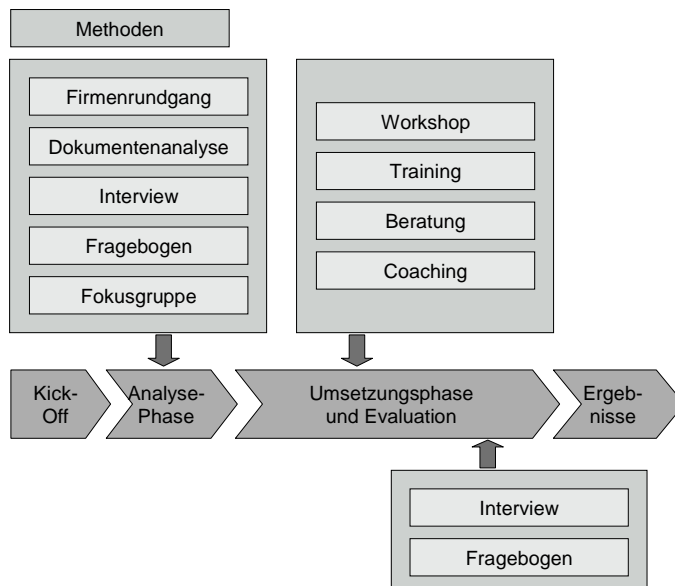 Methoden
Firmenrundgang
Dokumentenanalyse
Interview
Fragebogen
Fokusgruppe
Workshop
Training
Beratung
Coaching
Kick-
Off
Analyse-
Phase
Umsetzungsphase
und Evaluation
Ergeb-
nisse
Interview
Fragebogen